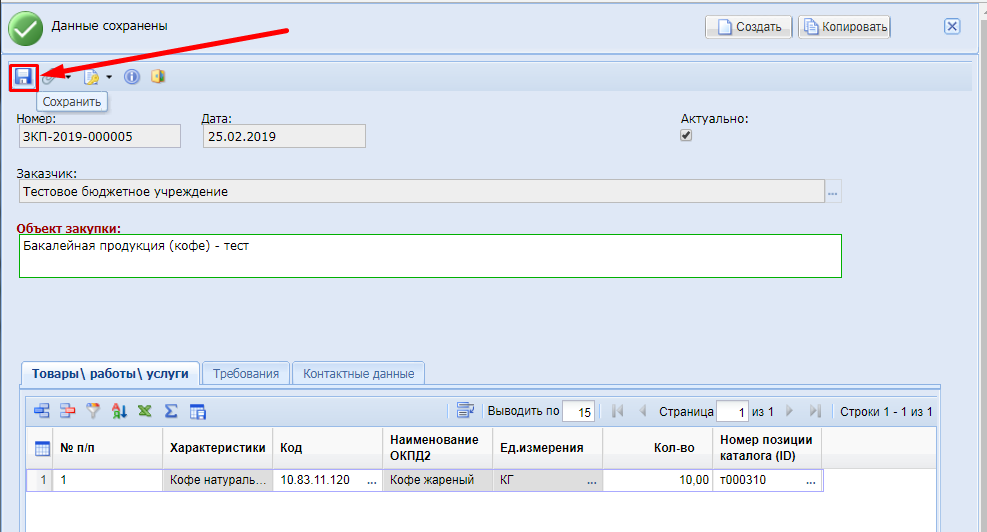 Данные сохранены
Создать
Копировать
Сохранить
Номер:
Дата:
Актуально:
ЗКП-2019-000005
25.02.2019
Заказчик:
Тестовое бюджетное учреждение
...
Объект закупки:
Бакалейная продукция (кофе) - тест
Товары\ работы\ услуги
Требования
Контактные данные
Выводить по 15
Страница 1 из 1
Строки 1 - 1 из 1
№ п/п
Характеристики
Код
Наименование
ОКПД2
Ед.измерения
Кол-во
Номер позиции
каталога (ID)
1
1
Кофе натураль...
10.83.11.120 ...
Кофе жареный
КГ ...
10,00
т000310 ...